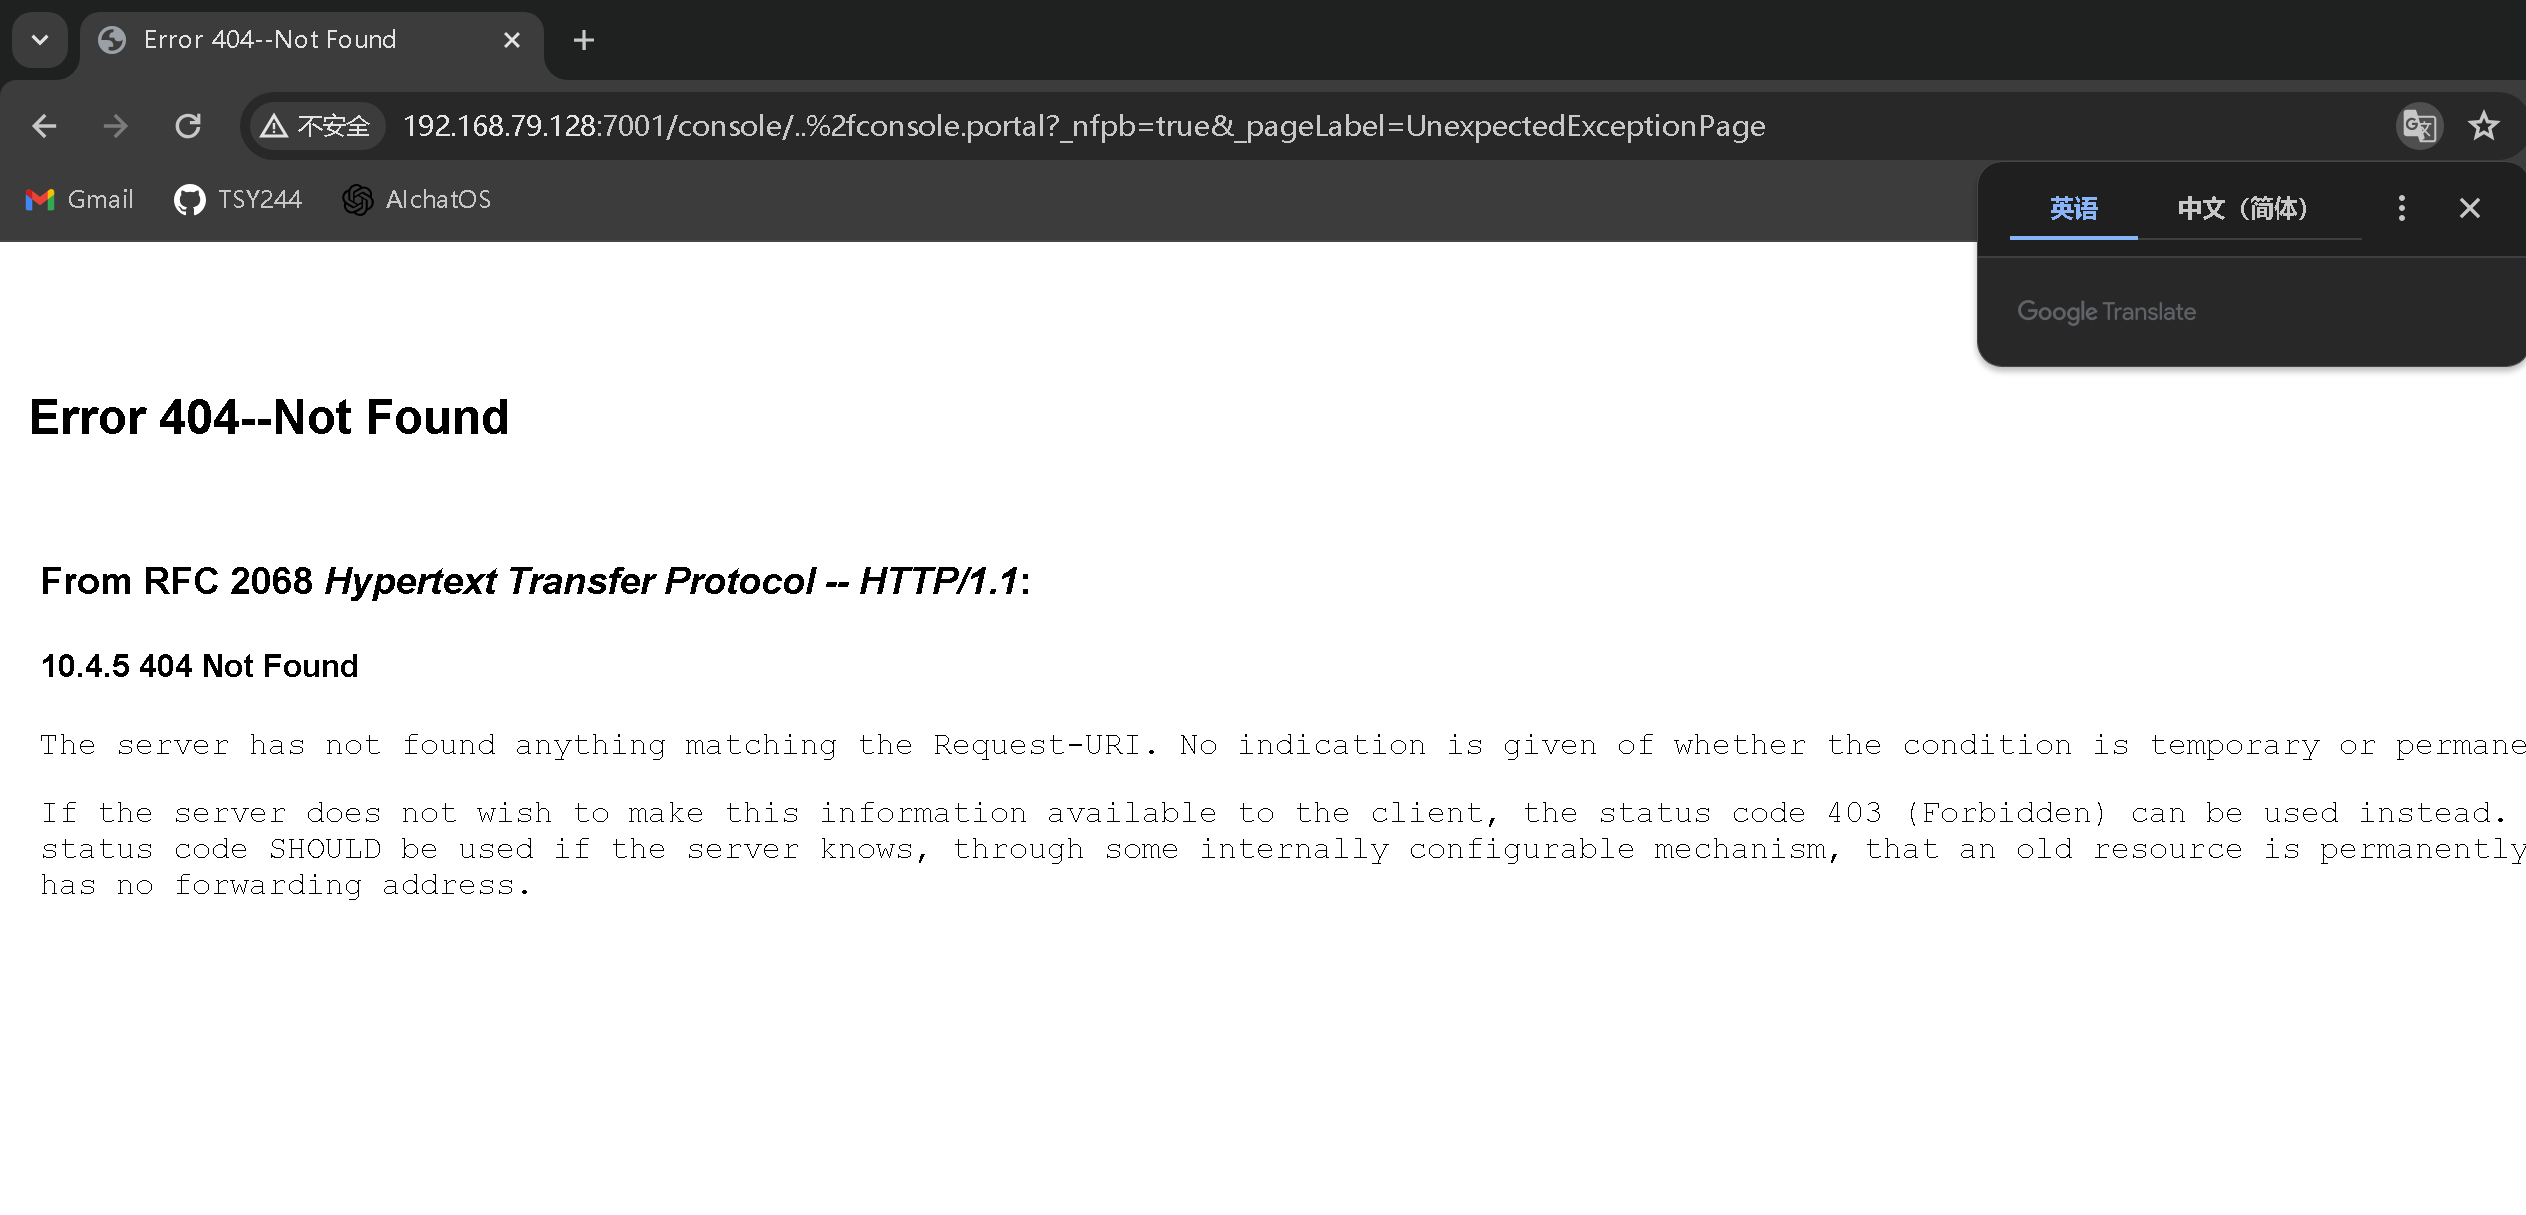 Error 404--Not Found
不安全
192.168.79.128:7001/console/..%2fconsole.portal?_nfpb=true&_pageLabel=UnexpectedExceptionPage
Gmail
TSY244
AIchatOS
英语
中文（简体）
Google Translate
Error 404--Not Found
From RFC 2068 Hypertext Transfer Protocol -- HTTP/1.1:
10.4.5 404 Not Found
The server has not found anything matching the Request-URI. No indication is given of whether the condition is temporary or permane
If the server does not wish to make this information available to the client, the status code 403 (Forbidden) can be used instead.
status code SHOULD be used if the server knows, through some internally configurable mechanism, that an old resource is permanently
has no forwarding address.